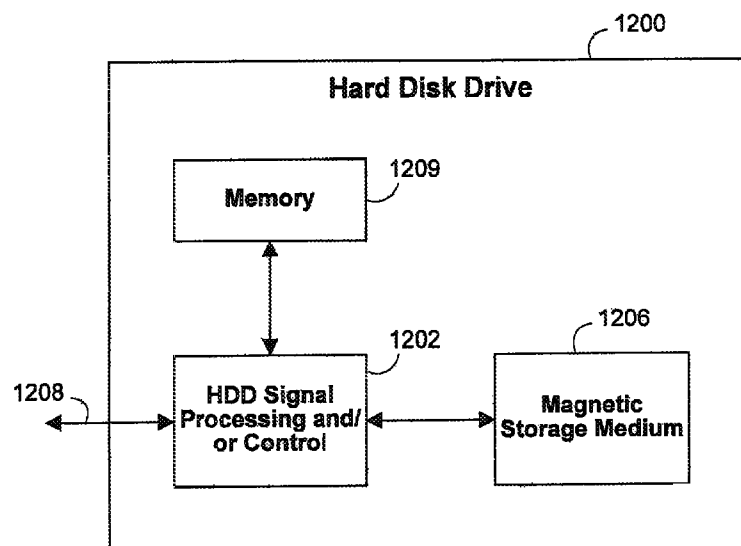 1200
Hard Disk Drive
Memory
1209
1202
1206
1208
HDD Signal
Processing and/
or Control
Magnetic
Storage Medium